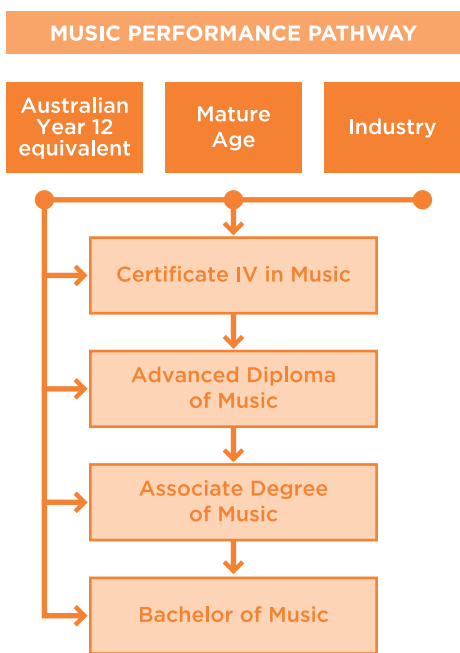 MUSIC PERFORMANCE PATHWAY
Australian
Year 12
equivalent
Mature
Age
Industry
Certificate IV in Music
Advanced Diploma
of Music
Associate Degree
of Music
Bachelor of Music